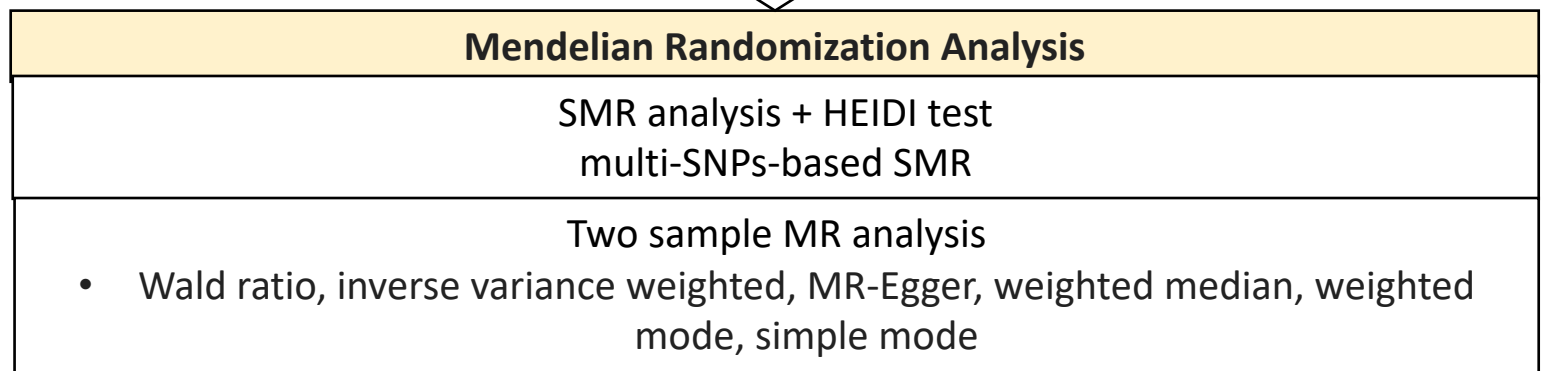 Mendelian Randomization Analysis
SMR analysis + HEIDI test
multi-SNPs-based SMR
Two sample MR analysis
• Wald ratio, inverse variance weighted, MR-Egger, weighted median, weighted
mode, simple mode